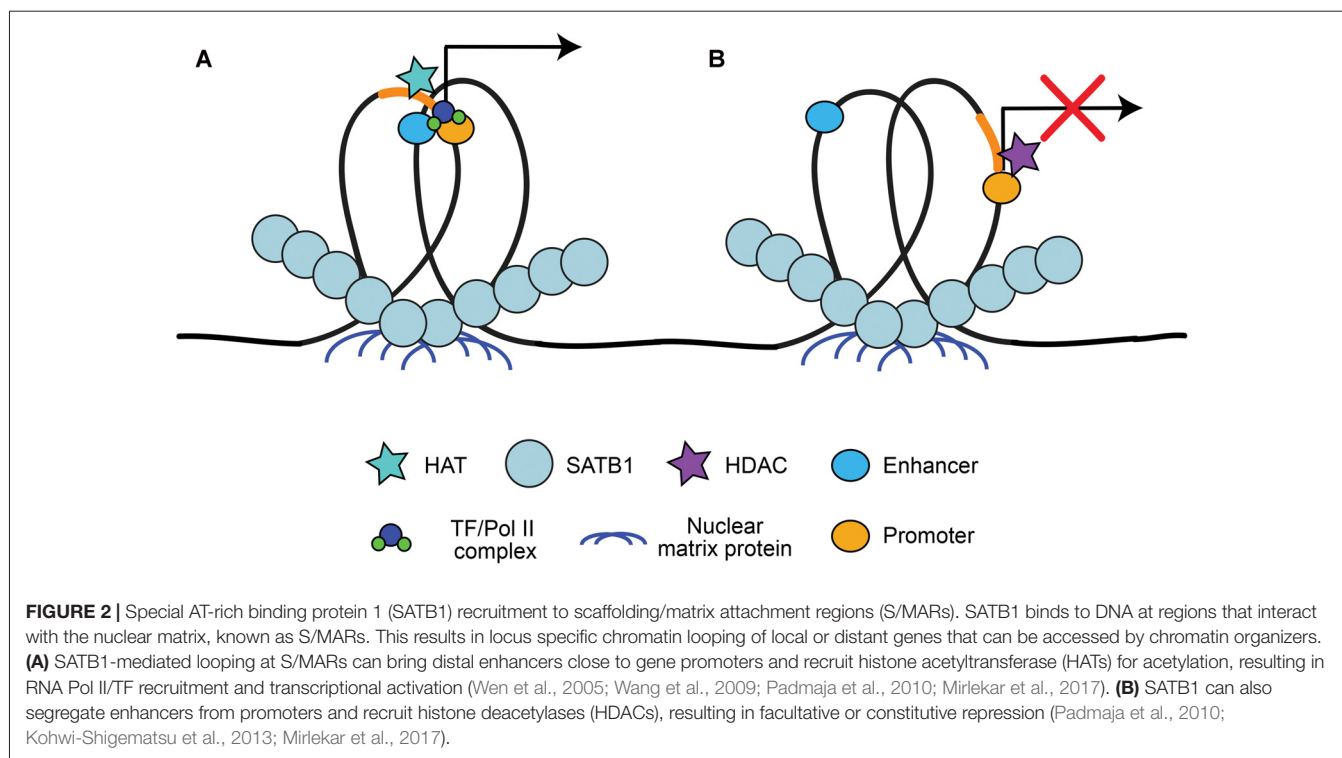 A
B
HAT
SATB1
HDAC
Enhancer
TF/Pol II
complex
Nuclear
matrix protein
Promoter
FIGURE 2 | Special AT-rich binding protein 1 (SATB1) recruitment to scaffolding/matrix attachment regions (S/MARs). SATB1 binds to DNA at regions that interact
with the nuclear matrix, known as S/MARs. This results in locus specific chromatin looping of local or distant genes that can be accessed by chromatin organizers.
(A) SATB1-mediated looping at S/MARs can bring distal enhancers close to gene promoters and recruit histone acetyltransferase (HATs) for acetylation, resulting in
RNA Pol II/TF recruitment and transcriptional activation (Wen et al., 2005; Wang et al., 2009; Padmaja et al., 2010; Mirlekar et al., 2017). (B) SATB1 can also
segregate enhancers from promoters and recruit histone deacetylases (HDACs), resulting in facultative or constitutive repression (Padmaja et al., 2010;
Kohwi-Shigematsu et al., 2013; Mirlekar et al., 2017).